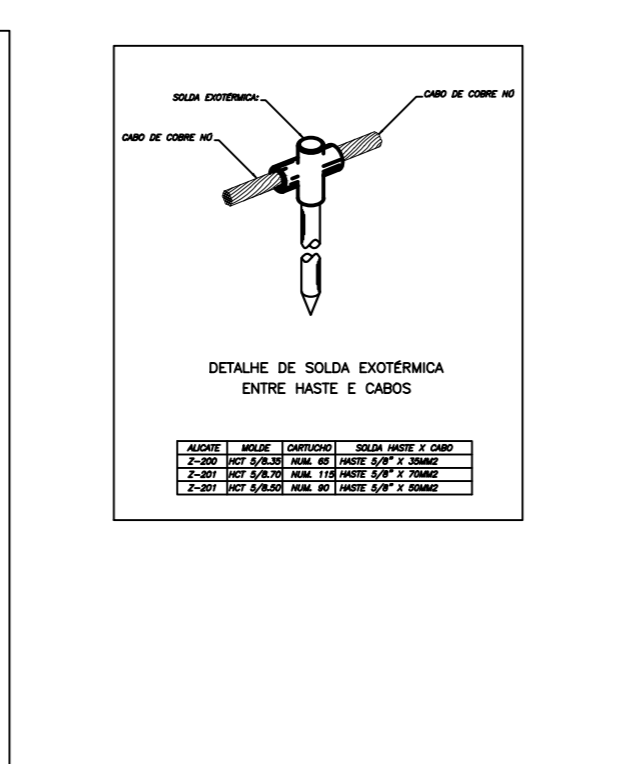 SOLDA EXOTÉRMICA:
CABO DE COBRE NÚ
CABO DE COBRE NÚ
DETALHE DE SOLDA EXOTÉRMICA
ENTRE HASTE E CABOS
ALICATE MOLDE CARTUCHO SOLDA HASTE X CABO
Z-200 HCT 5/8.35 NUM. 65 HASTE 5/8" X 35MM2
Z-201 HCT 5/8.70 NUM. 115 HASTE 5/8" X 70MM2
Z-201 HCT 5/8.50 NUM. 90 HASTE 5/8" X 50MM2